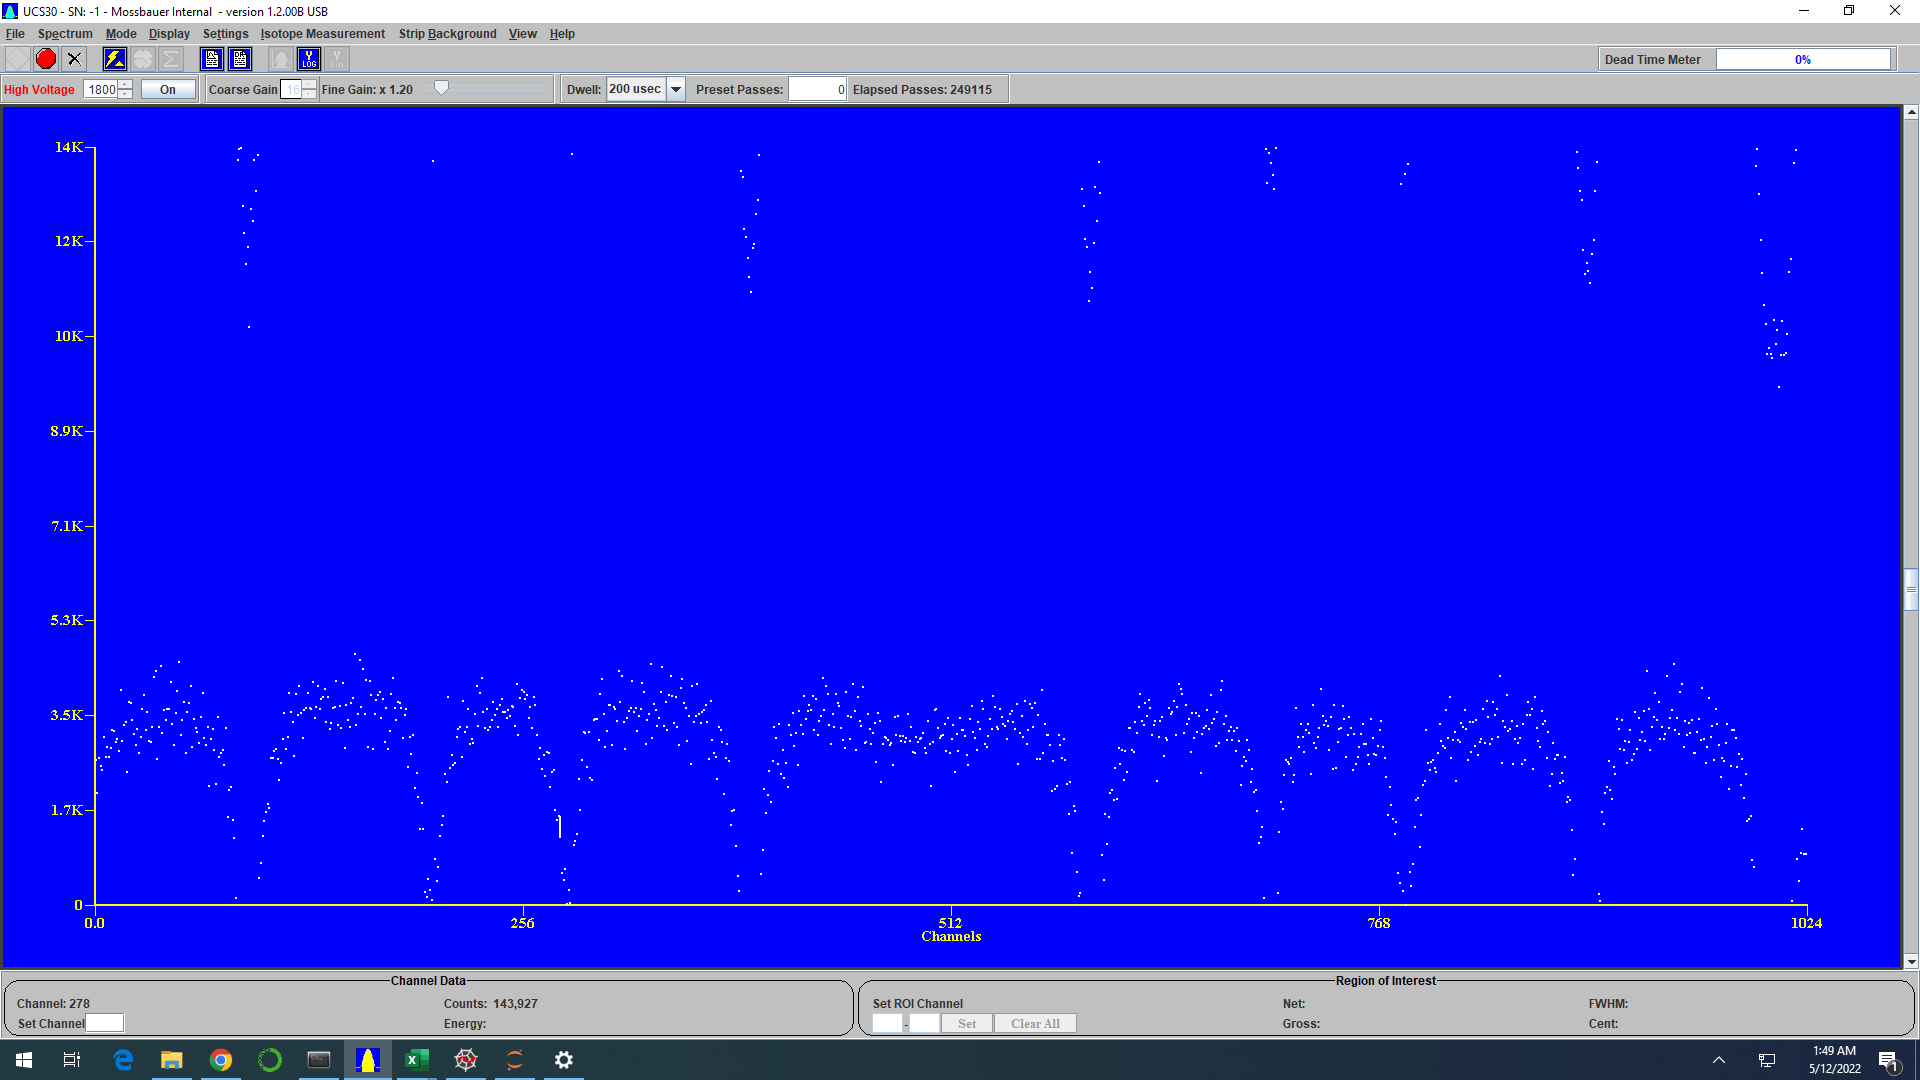 UCS30 - SN: -1 - Mossbauer Internal - version 1.2.00B USB
File Spectrum Mode Display Settings Isotope Measurement Strip Background View Help
Dead Time Meter 0%
High Voltage 1800 On Coarse Gain 16 Fine Gain: x 1.20 Dwell: 200 usec Preset Passes: 0 Elapsed Passes: 249115
14K
12K
10K
8.9K
7.1K
5.3K
3.5K
1.7K
0
0.0 256 512 768 1024
Channels
Channel Data Region of Interest
Channel: 278 Counts: 143,927 Set ROI Channel Net: FWHM:
Set Channel Energy: - Set Clear All Gross: Cent:
1:49 AM
5/12/2022
1